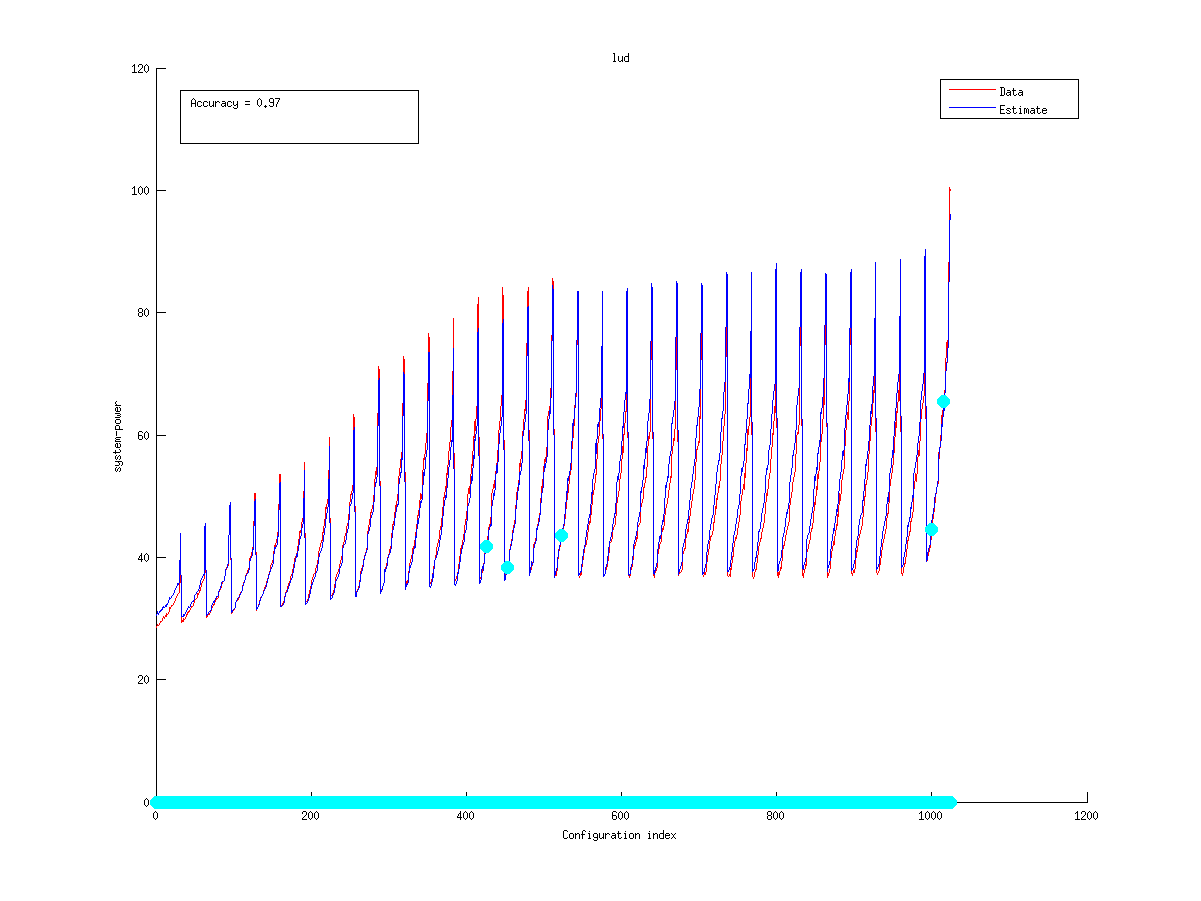 lud
120
Accuracy = 0.97
Data
Estimate
100
80
60
system-power
40
20
0
0 200 400 600 800 1000 1200
Configuration index